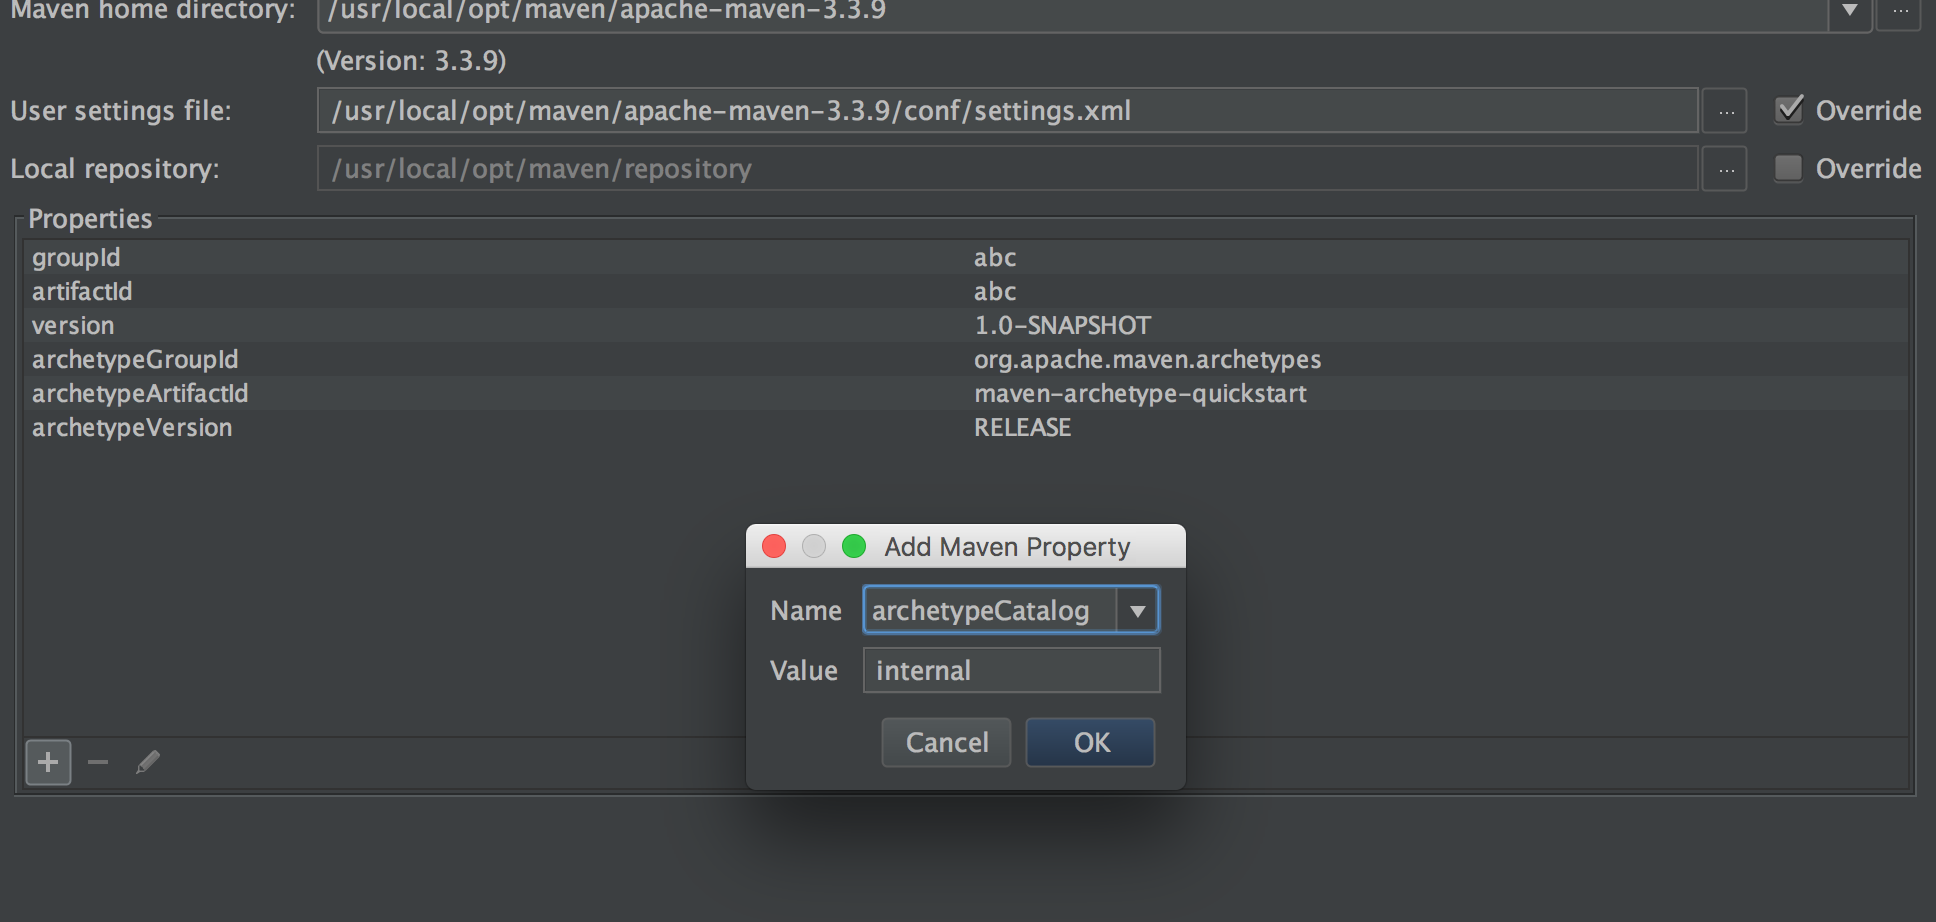 Maven home directory: /usr/local/opt/maven/apache-maven-3.3.9 ...
(Version: 3.3.9)
User settings file: /usr/local/opt/maven/apache-maven-3.3.9/conf/settings.xml ... Override
Local repository: /usr/local/opt/maven/repository ... Override
Properties
groupId abc
artifactId abc
version 1.0-SNAPSHOT
archetypeGroupId org.apache.maven.archetypes
archetypeArtifactId maven-archetype-quickstart
archetypeVersion RELEASE
Add Maven Property
Name archetypeCatalog
Value internal
Cancel OK